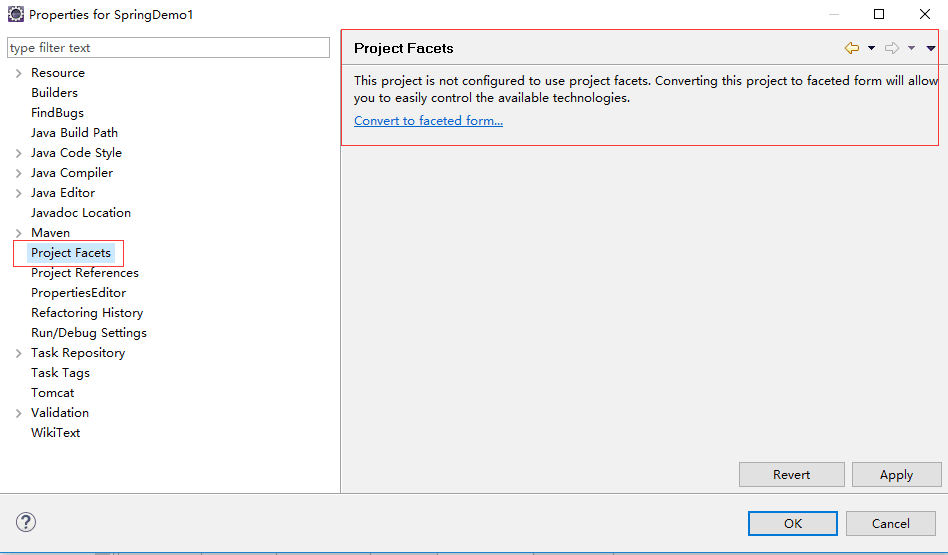 Properties for SpringDemo1
type filter text
Resource
Builders
FindBugs
Java Build Path
Java Code Style
Java Compiler
Java Editor
Javadoc Location
Maven
Project Facets
Project References
PropertiesEditor
Refactoring History
Run/Debug Settings
Task Repository
Task Tags
Tomcat
Validation
WikiText
Project Facets
This project is not configured to use project facets. Converting this project to faceted form will allow
you to easily control the available technologies.
Convert to faceted form...
Revert
Apply
?
OK
Cancel